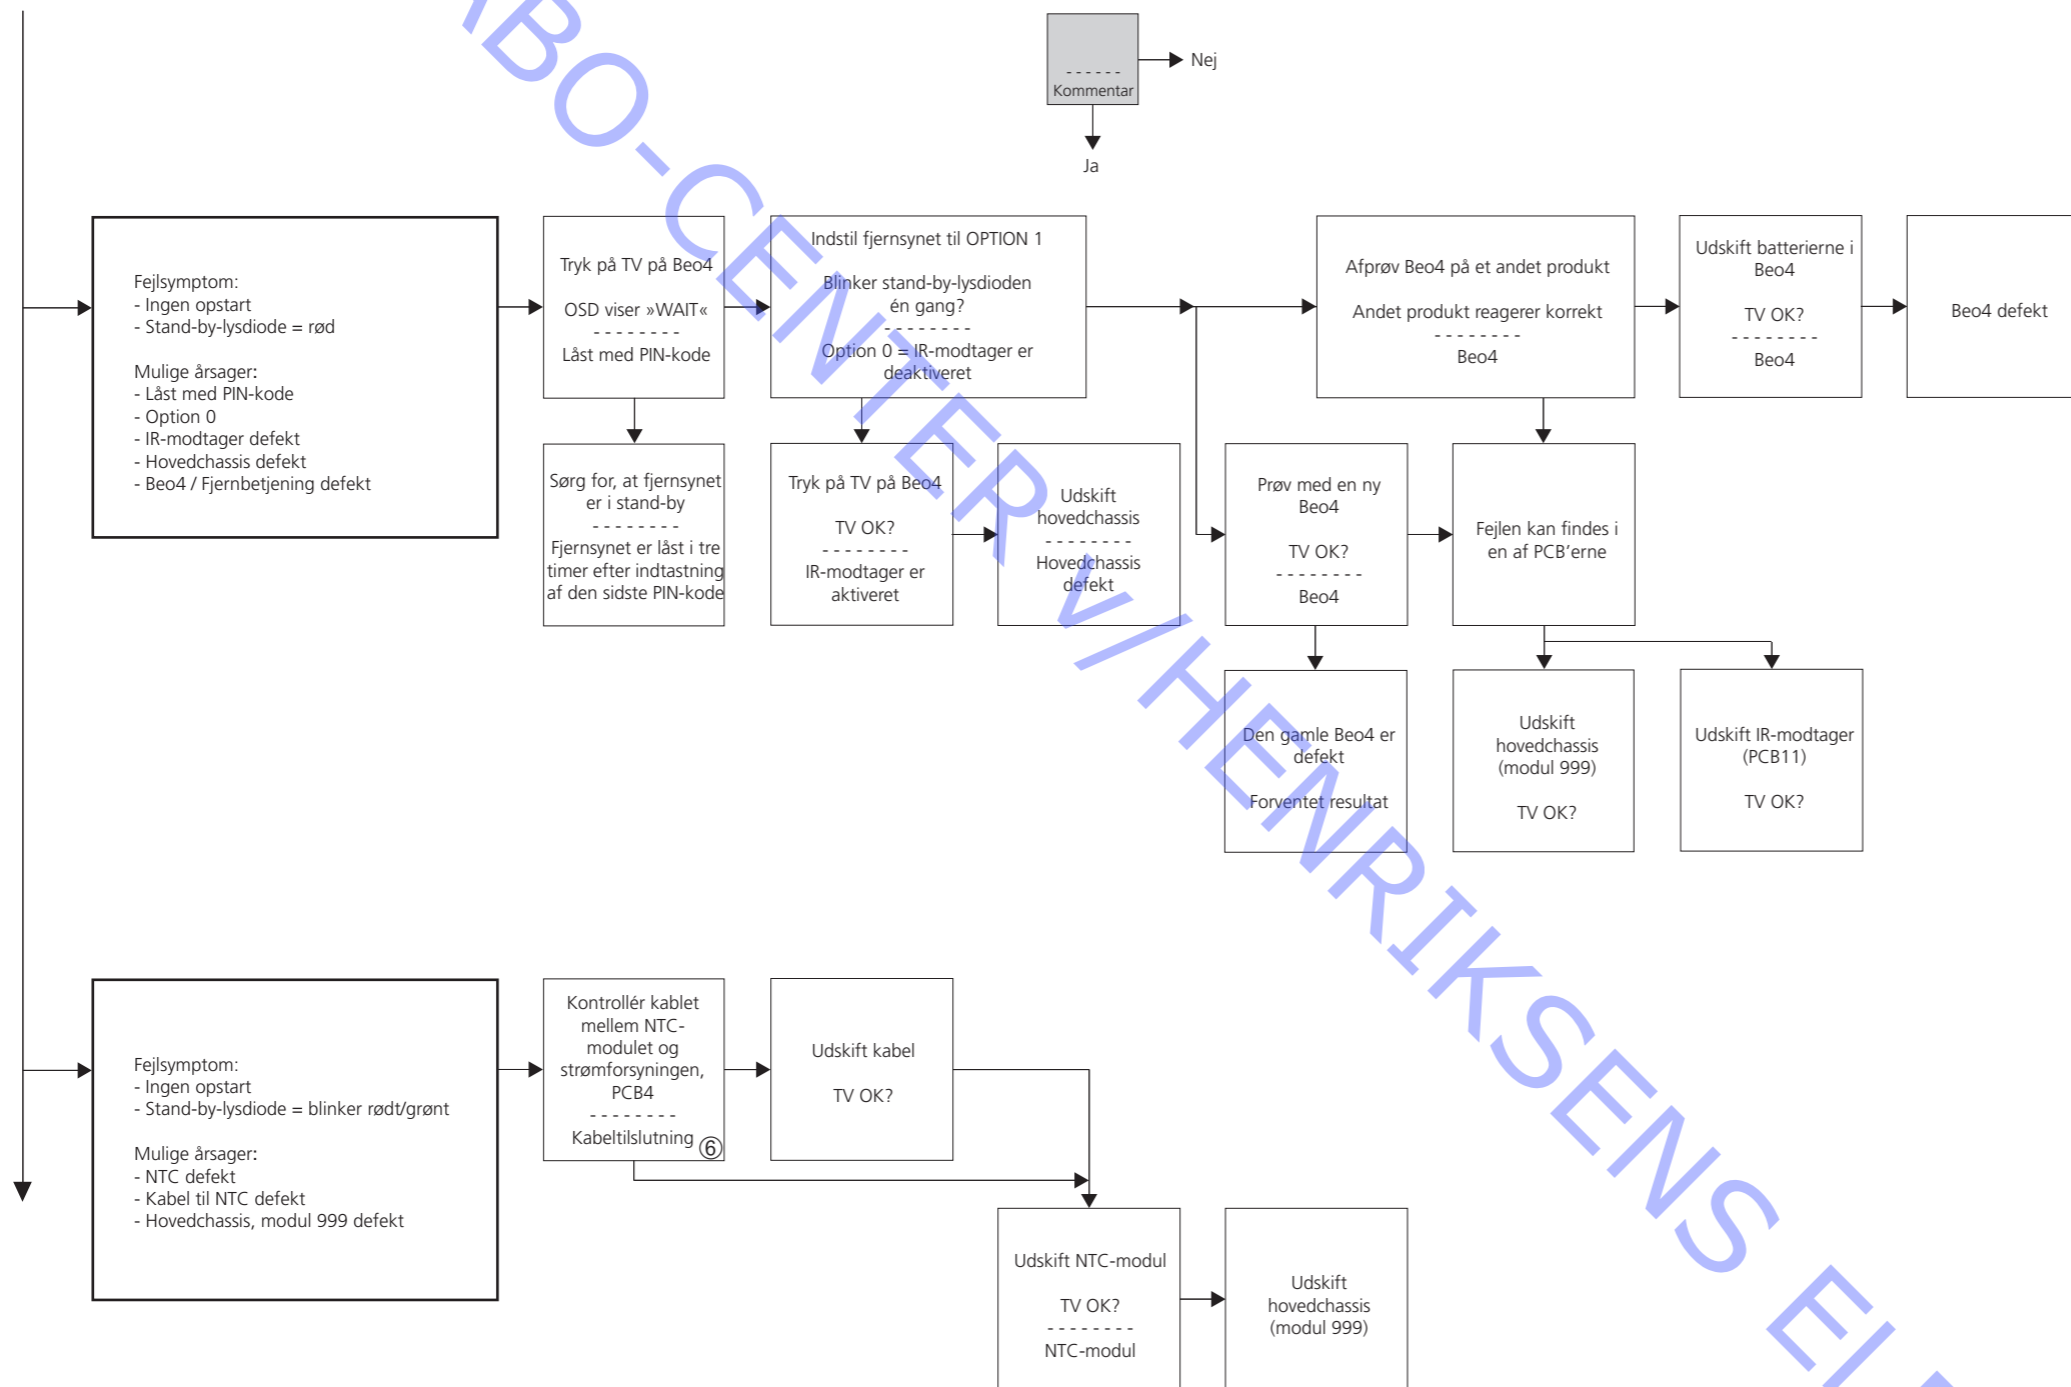 Kommentar
Nej
Ja
Fejlsymptom:
- Ingen opstart
- Stand-by-lysdiode = rød
Mulige årsager:
- Låst med PIN-kode
- Option 0
- IR-modtager defekt
- Hovedchassis defekt
- Beo4 / Fjernbetjening defekt
Tryk på TV på Beo4
OSD viser »WAIT«
Låst med PIN-kode
Indstil fjernsynet til OPTION 1
Blinker stand-by-lysdioden
én gang?
Option 0 = IR-modtager er
deaktiveret
Afprøv Beo4 på et andet produkt
Andet produkt reagerer korrekt
Beo4
Udskift batterierne i
Beo4
TV OK?
Beo4
Beo4 defekt
Sørg for, at fjernsynet
er i stand-by
Fjernsynet er låst i tre
timer efter indtastning
af den sidste PIN-kode
Tryk på TV på Beo4
TV OK?
IR-modtager er
aktiveret
Udskift
hovedchassis
Hovedchassis
defekt
Prøv med en ny
Beo4
TV OK?
Beo4
Fejlen kan findes i
en af PCB’erne
Den gamle Beo4 er
defekt
Forventet resultat
Udskift
hovedchassis
(modul 999)
TV OK?
Udskift IR-modtager
(PCB11)
TV OK?
Fejlsymptom:
- Ingen opstart
- Stand-by-lysdiode = blinker rødt/grønt
Mulige årsager:
- NTC defekt
- Kabel til NTC defekt
- Hovedchassis, modul 999 defekt
Kontrollér kablet
mellem NTC-
modulet og
strømforsyningen,
PCB4
Kabeltilslutning
⑥
Udskift kabel
TV OK?
Udskift NTC-modul
TV OK?
NTC-modul
Udskift
hovedchassis
(modul 999)
BO-CENTER v/HENRIKSENS